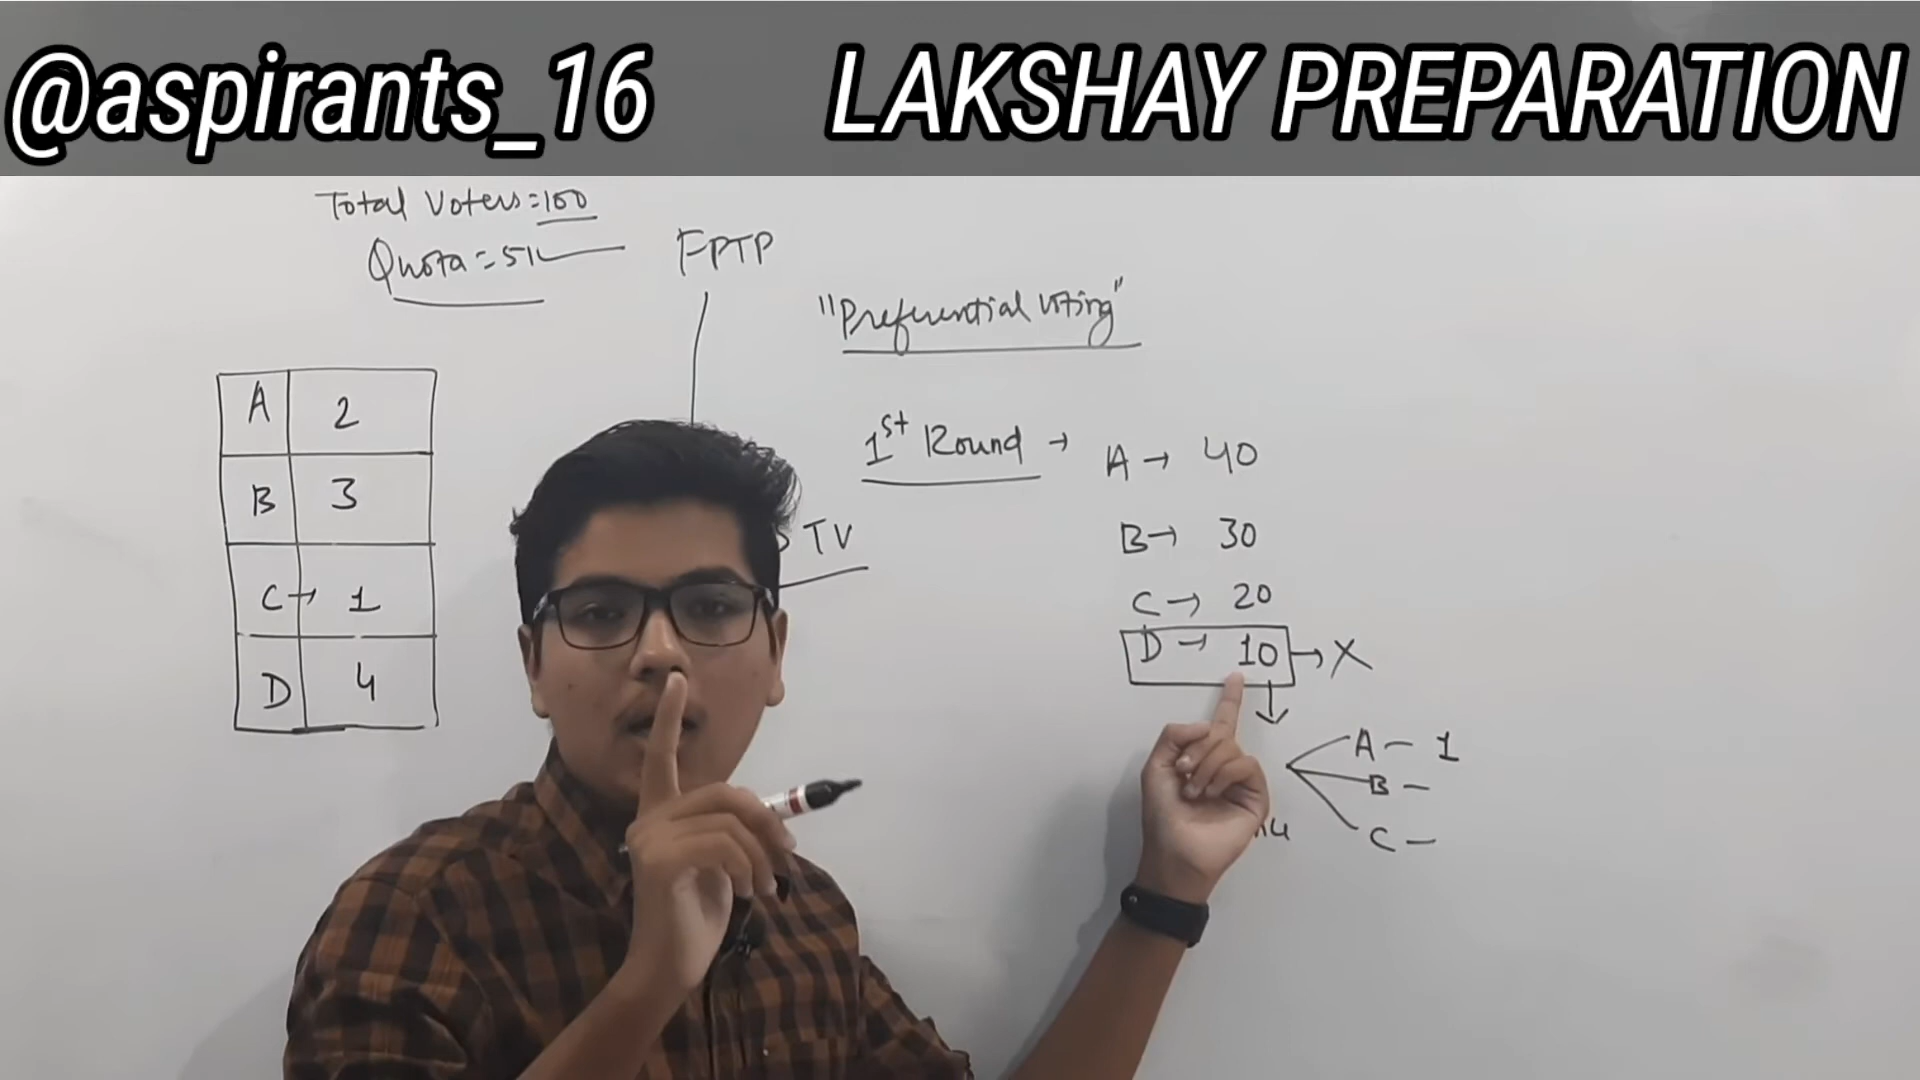 @aspirants_16 LAKSHAY PREPARATION
Total Voters=100
Quota=51
FPTP
"Preferential Voting"
A 2
B 3
C→ 1
D 4
STV
1st Round →
A → 40
B → 30
C → 20
D → 10 → X
↓
A - 1
B -
C -